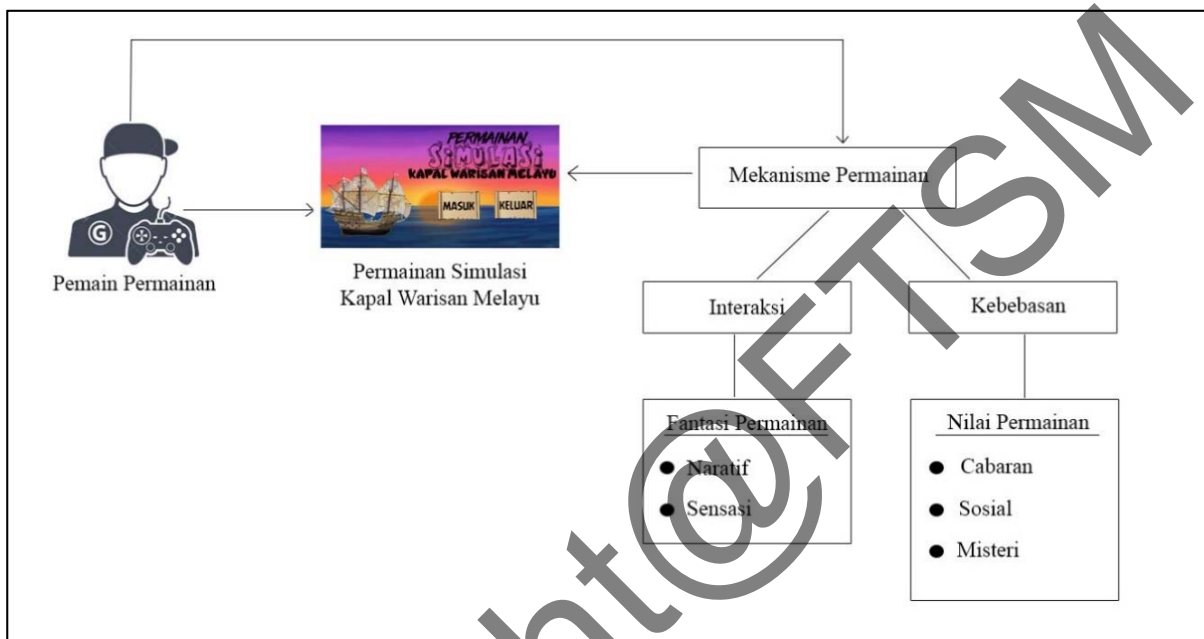 PERMAINAN
SIMULASI
KAPAL WARISAN MELAYU
MASUK
KELUAR
G
Pemain Permainan
Permainan Simulasi
Kapal Warisan Melayu
Mekanisme Permainan
Interaksi
Kebebasan
Fantasi Permainan
Naratif
Sensasi
Nilai Permainan
Cabaran
Sosial
Misteri
ht@FTSM